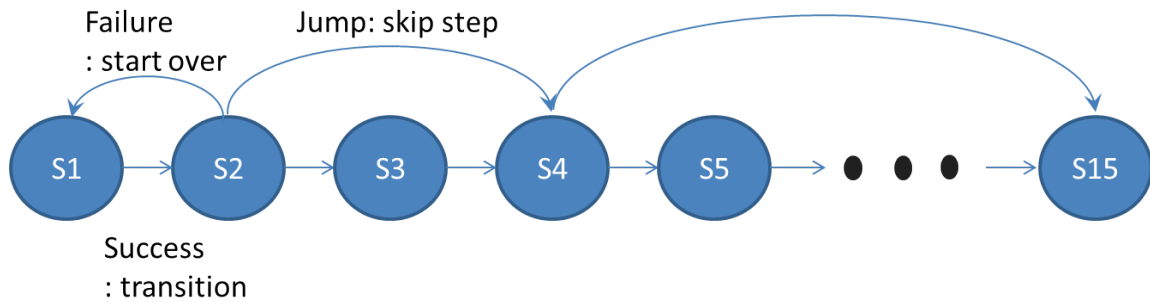 Failure
: start over
Jump: skip step
S1
S2
S3
S4
S5
S15
Success
: transition